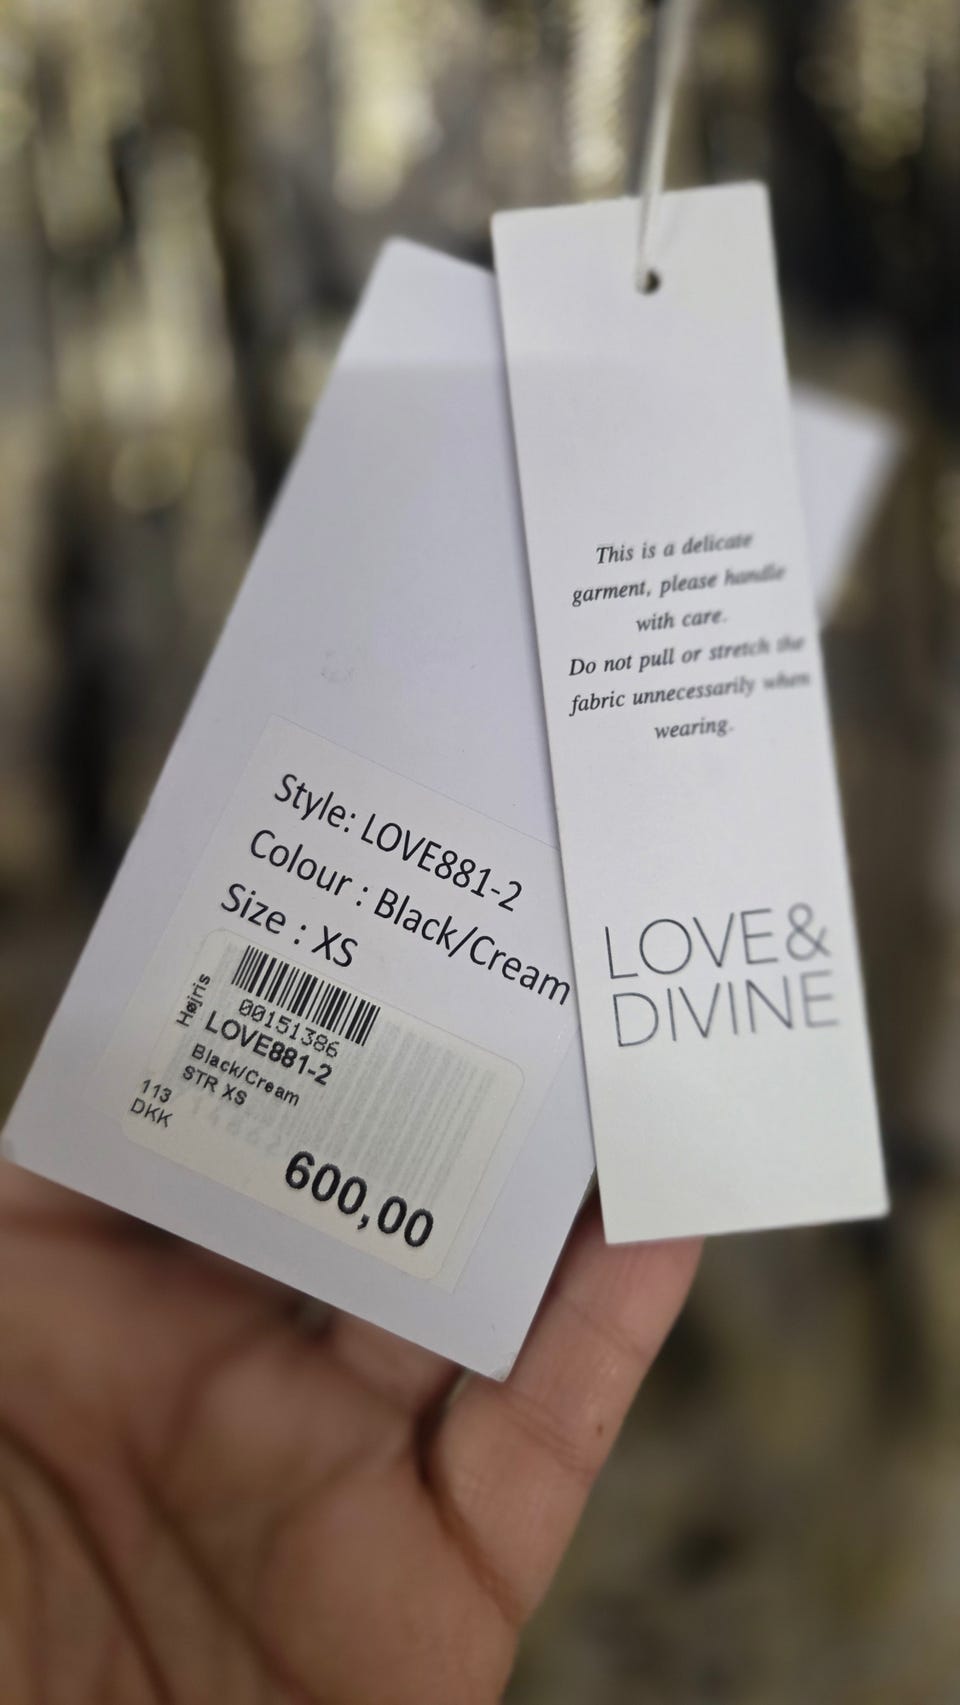 This is a delicate
garment, please handle
with care.
Do not pull or stretch the
fabric unnecessarily when
wearing.
LOVE&
DIVINE
Style: LOVE881-2
Colour : Black/Cream
Size : XS
00151386
Højris
LOVE881-2
Black/Cream
STR XS
113
DKK
600,00